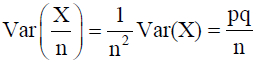 Var(X/n) = 1/n² Var(X) = pq/n